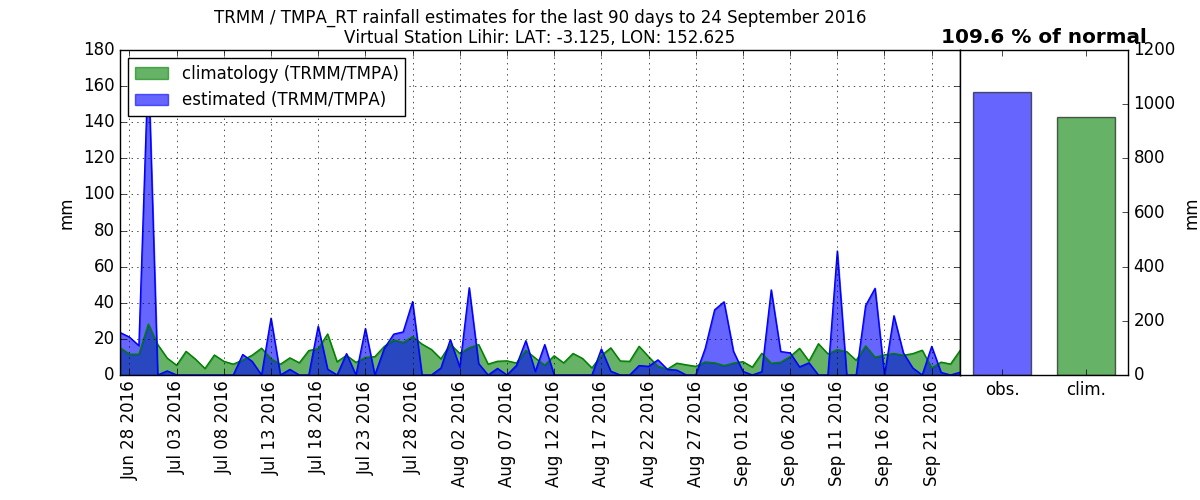 TRMM / TMPA_RT rainfall estimates for the last 90 days to 24 September 2016
Virtual Station Lihir: LAT: -3.125, LON: 152.625
109.6 % of normal
climatology (TRMM/TMPA)
estimated (TRMM/TMPA)
180
160
140
120
100
80
60
40
20
0
mm
Jun 28 2016
Jul 03 2016
Jul 08 2016
Jul 13 2016
Jul 18 2016
Jul 23 2016
Jul 28 2016
Aug 02 2016
Aug 07 2016
Aug 12 2016
Aug 17 2016
Aug 22 2016
Aug 27 2016
Sep 01 2016
Sep 06 2016
Sep 11 2016
Sep 16 2016
Sep 21 2016
1200
1000
800
600
400
200
0
mm
obs.
clim.